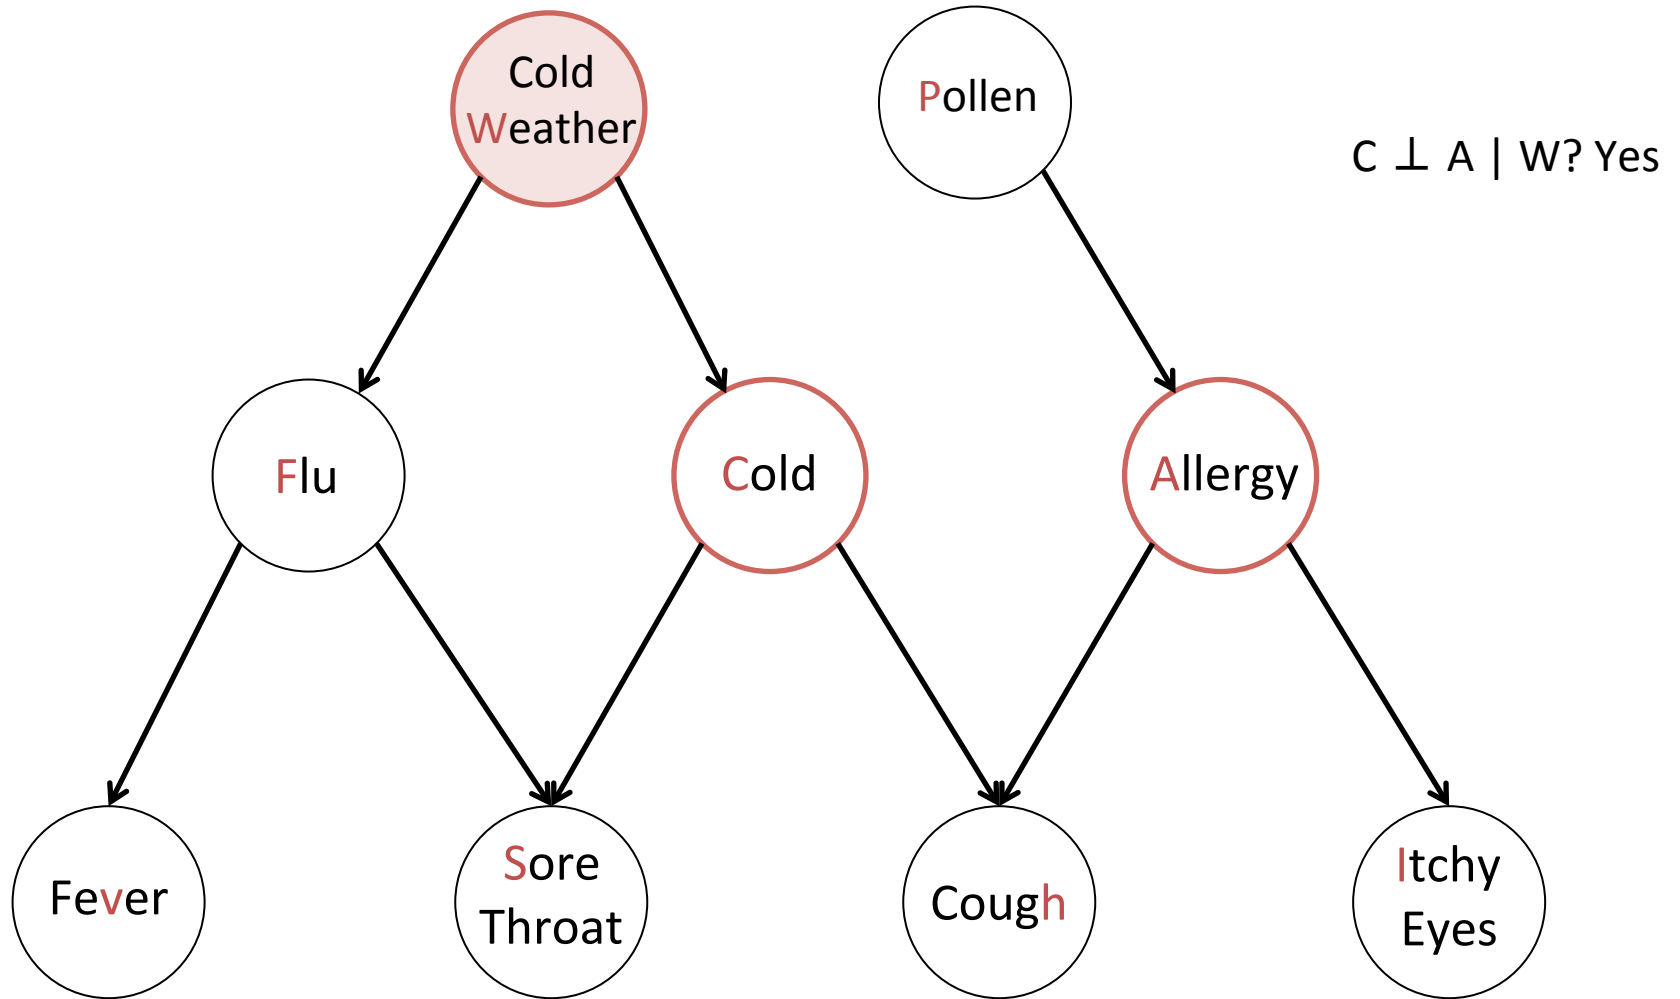 Cold
Weather
Pollen
C ⊥ A | W? Yes
Flu
Cold
Allergy
Fever
Sore
Throat
Cough
Itchy
Eyes